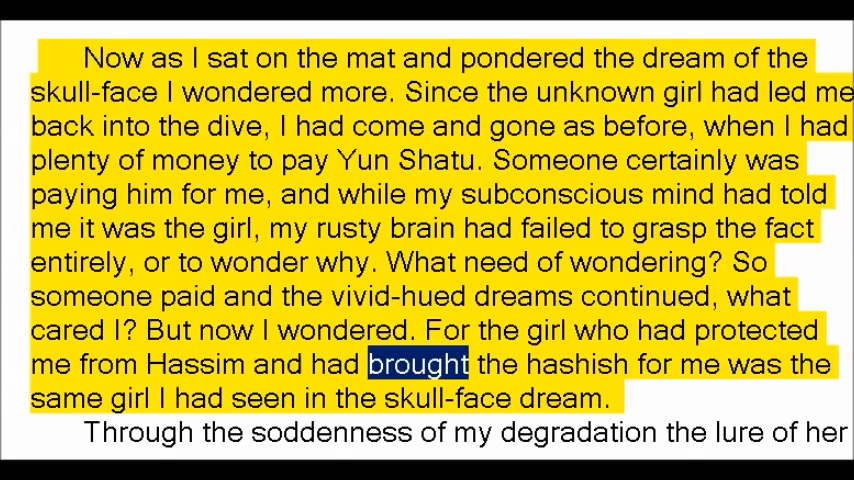 Now as I sat on the mat and pondered the dream of the
skull-face I wondered more. Since the unknown girl had led me
back into the dive, I had come and gone as before, when I had
plenty of money to pay Yun Shatu. Someone certainly was
paying him for me, and while my subconscious mind had told
me it was the girl, my rusty brain had failed to grasp the fact
entirely, or to wonder why. What need of wondering? So
someone paid and the vivid-hued dreams continued, what
cared I? But now I wondered. For the girl who had protected
me from Hassim and had brought the hashish for me was the
same girl I had seen in the skull-face dream.
Through the soddenness of my degradation the lure of her